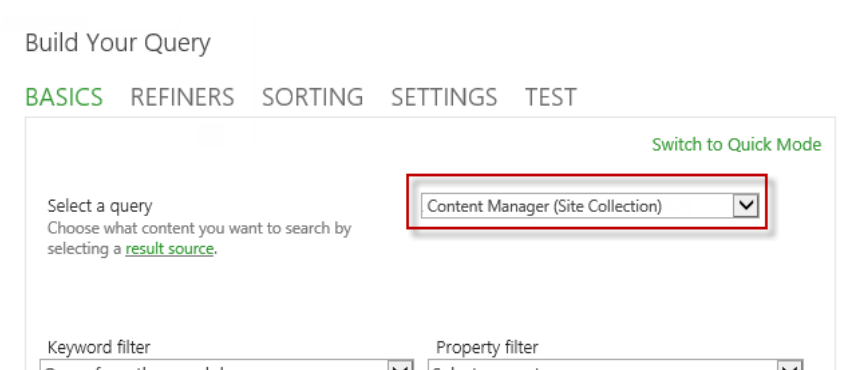 Build Your Query
BASICS REFINERS SORTING SETTINGS TEST
Switch to Quick Mode
Select a query
Content Manager (Site Collection)
Choose what content you want to search by
selecting a result source.
Keyword filter
Property filter